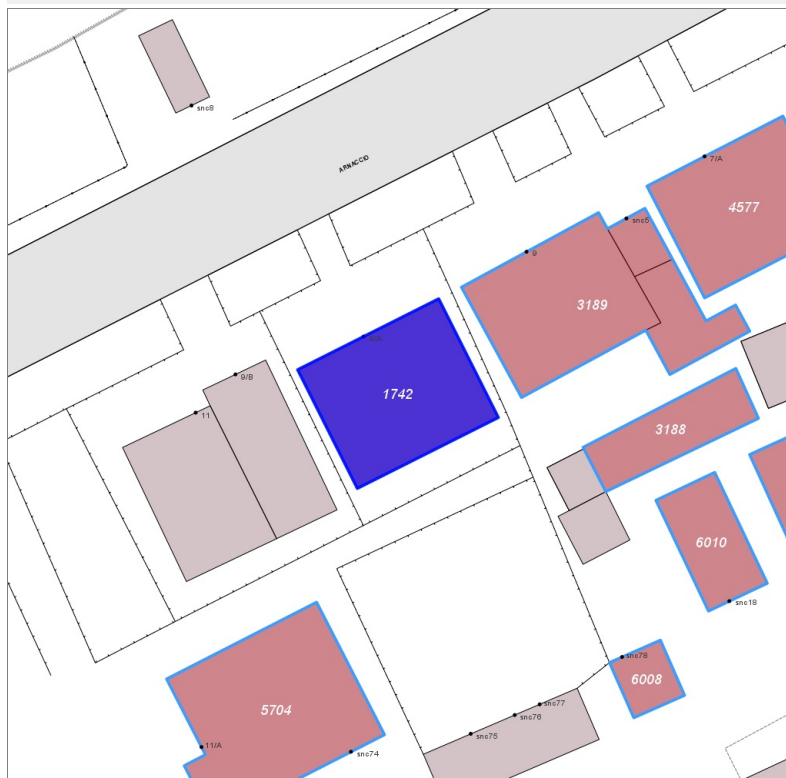 snc8
ARNACCIO
7/A
4577
snc5
9
3189
1742
9/B
11
3188
6010
snc18
snc78
6008
snc77
snc76
snc75
5704
11/A
snc74